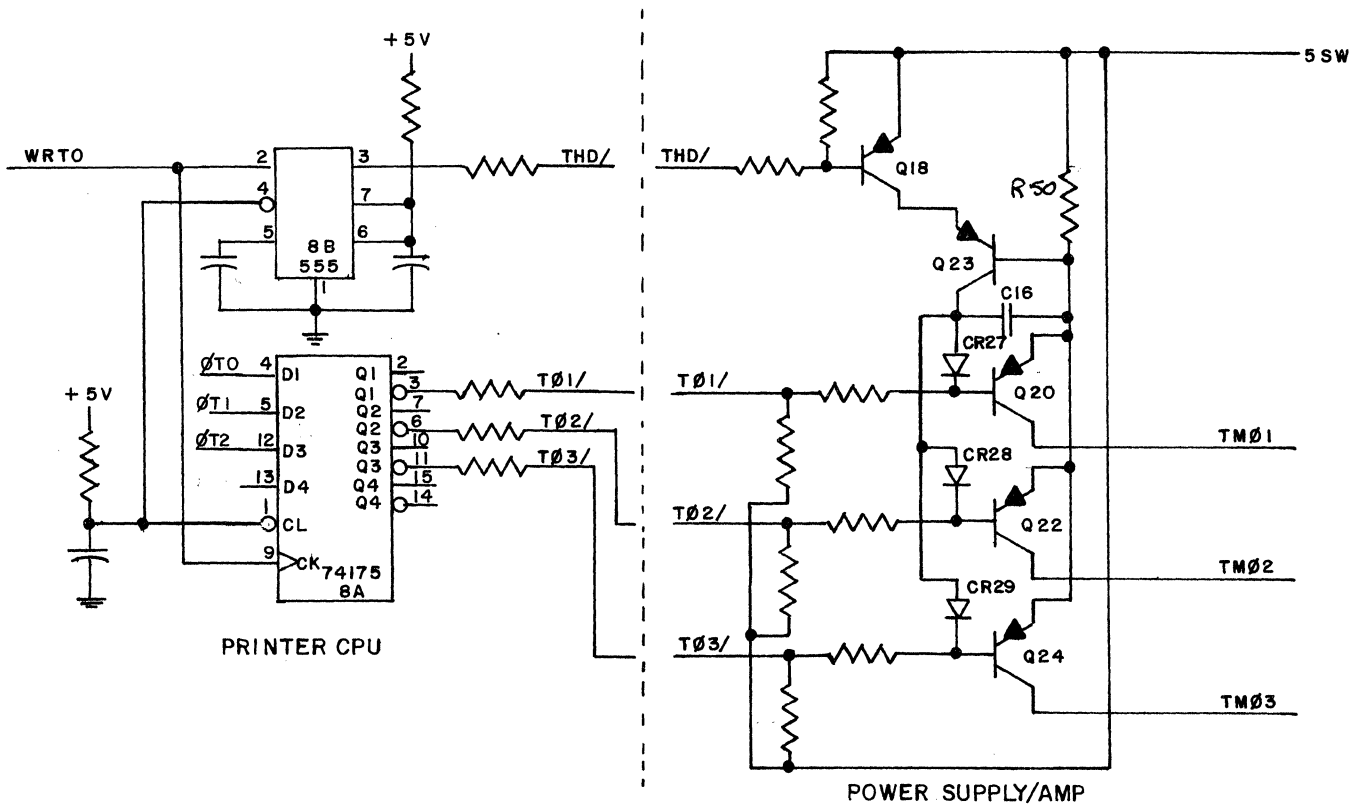 +5V
5 SW
WRTO
2
3
THD/
THD/
Q18
4
7
R50
5
6
8B
555
1
Q23
C16
CR27
ØTO
4
D1
Q1
2
Q1
3
TØ1/
TØ1/
Q20
+5V
ØT1
5
D2
Q2
7
Q2
6
TØ2/
TMØ1
ØT2
12
D3
Q3
10
Q3
11
TØ3/
CR28
13
D4
Q4
15
Q4
14
1
CL
TØ2/
Q22
9
CK
74175
8A
TMØ2
CR29
PRINTER CPU
TØ3/
Q24
TMØ3
POWER SUPPLY/AMP